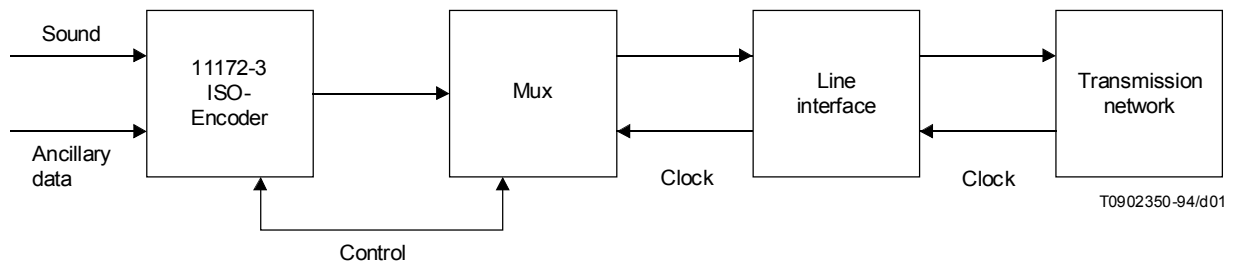 Sound
Ancillary
data
11172-3
ISO-
Encoder
Control
Mux
Clock
Line
interface
Clock
Transmission
network
T0902350-94/d01